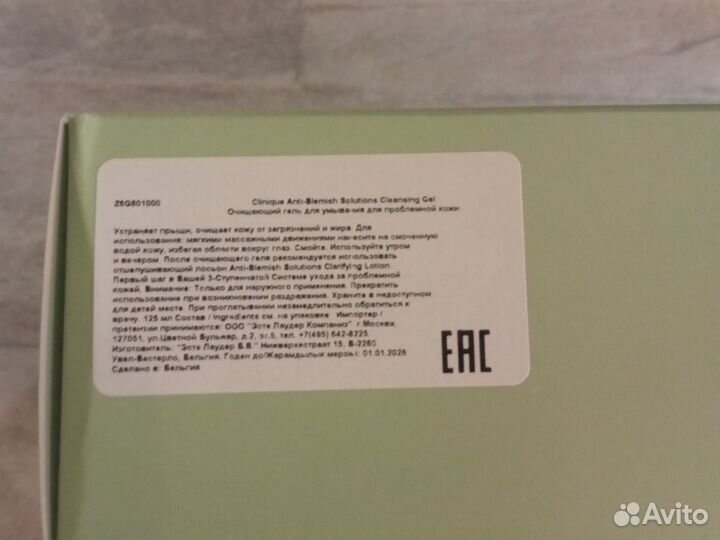 Z6G801000 Clinique Anti-Blemish Solutions Cleansing Gel
Очищающий гель для умывания для проблемной кожи
Устраняет прыщи, очищает кожу от загрязнений и жира. Для
использования: мягкими массажными движениями нанесите на смоченную
водой кожу, избегая области вокруг глаз. Смойте. Используйте утром
и вечером. После очищающего геля рекомендуется использовать
отшелушивающий лосьон Anti-Blemish Solutions Clarifying Lotion.
Первый шаг в Вашей 3-Ступенчатой Системе ухода за проблемной
кожей. Внимание: Только для наружного применения. Прекратить
использование при возникновении раздражения. Храните в недоступном
для детей месте. При проглатывании незамедлительно обратиться к
врачу. 125 мл Состав / Ingredients см. на упаковке. Импортер /
претензии принимаются: ООО "Эсте Лаудер Компаниз" г.Москва,
127051, ул.Цветной Бульвар, д.2, эт.5, тел. +7(495) 642-8225.
Изготовитель: "Эсте Лаудер Б.В." Нижверкестраат 15, B-2260
Увел-Вестерло, Бельгия. Годен до/Жарамдылык мерзiмi: 01.01.2026
Сделано в: Бельгия
EAC
Avito